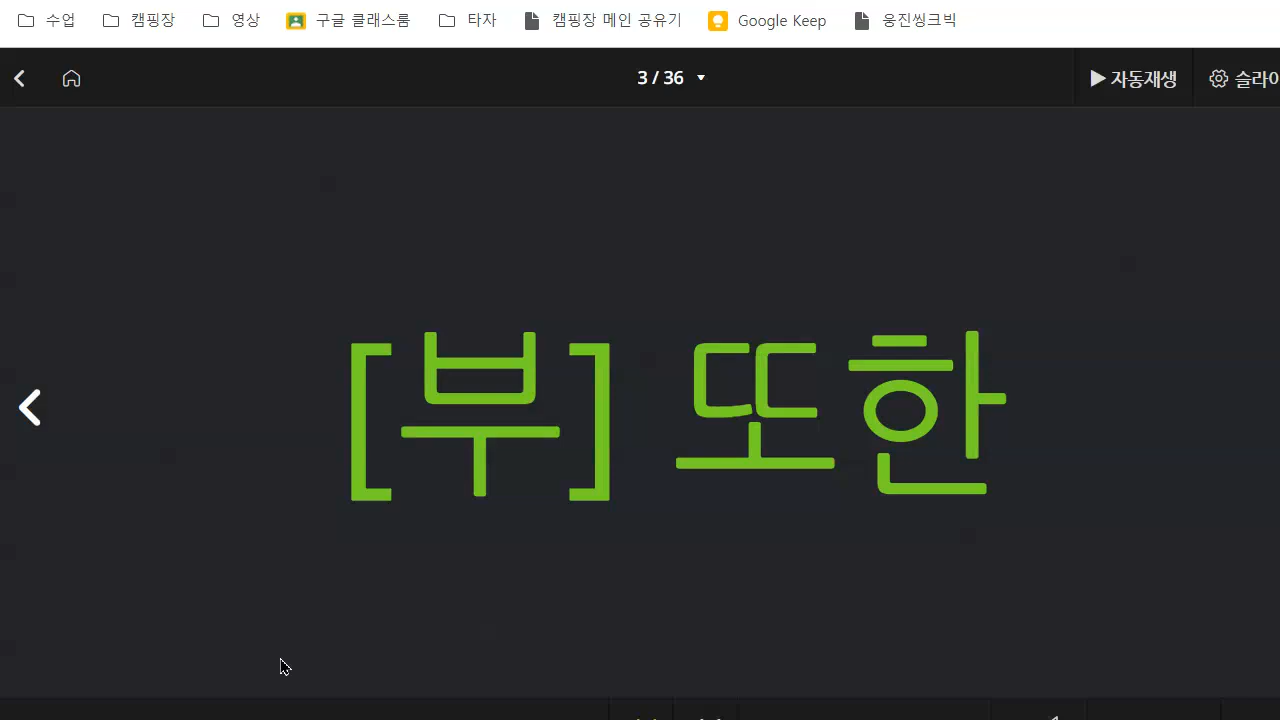 수업 캠핑장 영상 구글 클래스룸 타자 캠핑장 메인 공유기 Google Keep 웅진씽크빅
3 / 36 자동재생 슬라이
[부] 또한